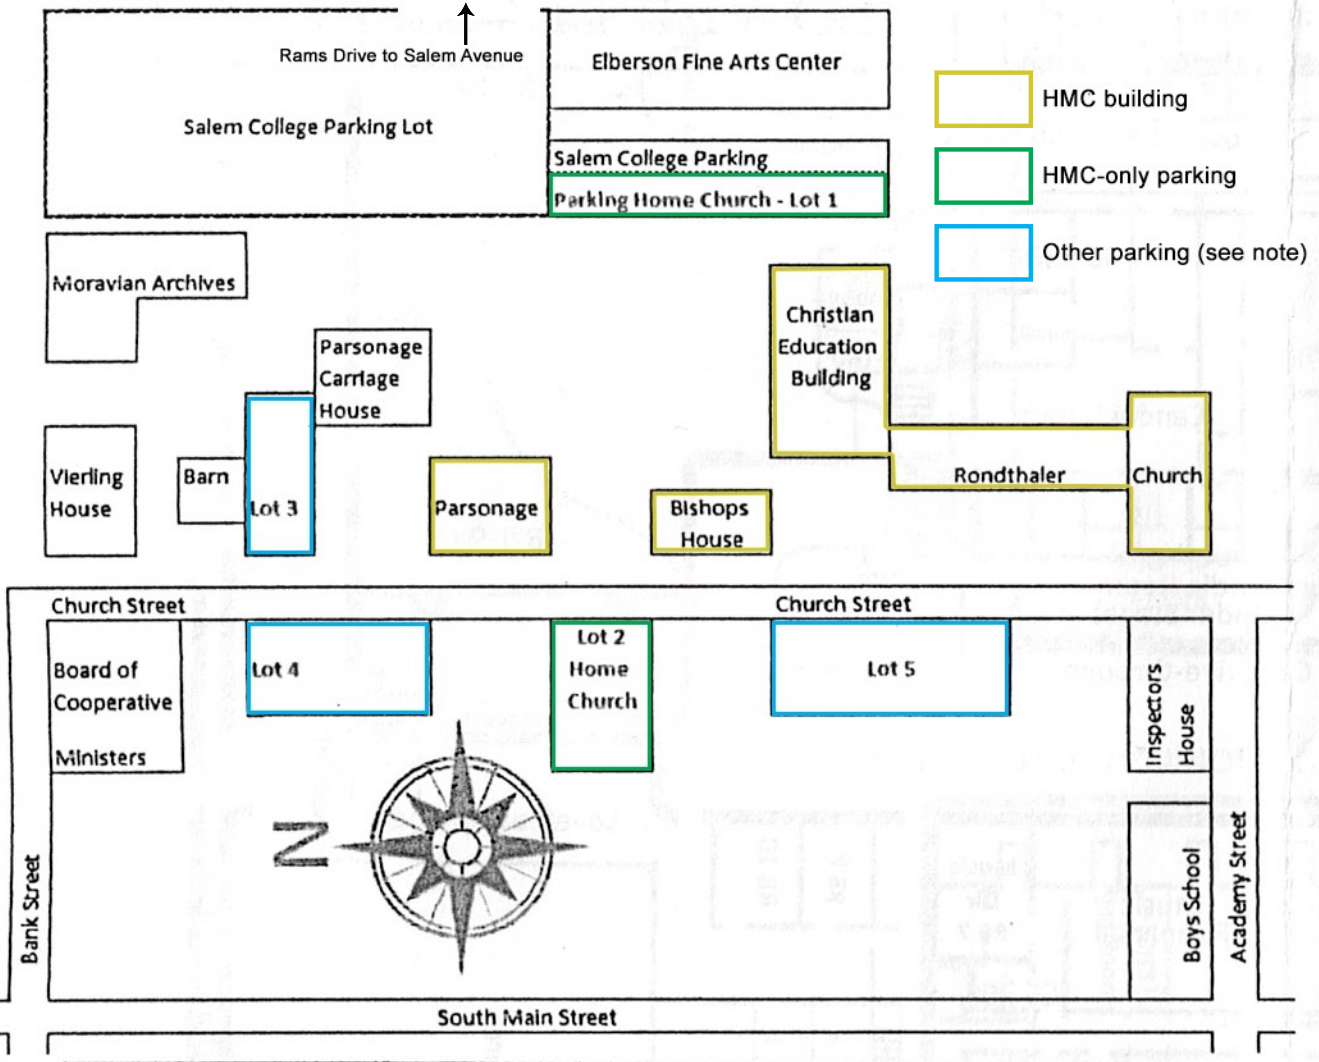 Rams Drive to Salem Avenue
Elberson Fine Arts Center
Salem College Parking Lot
Salem College Parking
Parking Home Church - Lot 1
HMC building
HMC-only parking
Other parking (see note)
Moravian Archives
Parsonage
Carriage
House
Christian
Education
Building
Vierling
House
Barn
Lot 3
Parsonage
Bishops
House
Rondthaler
Church
Church Street
Church Street
Board of
Cooperative
Ministers
Lot 4
Lot 2
Home
Church
Lot 5
Inspectors
House
N
Bank Street
Boys School
Academy Street
South Main Street